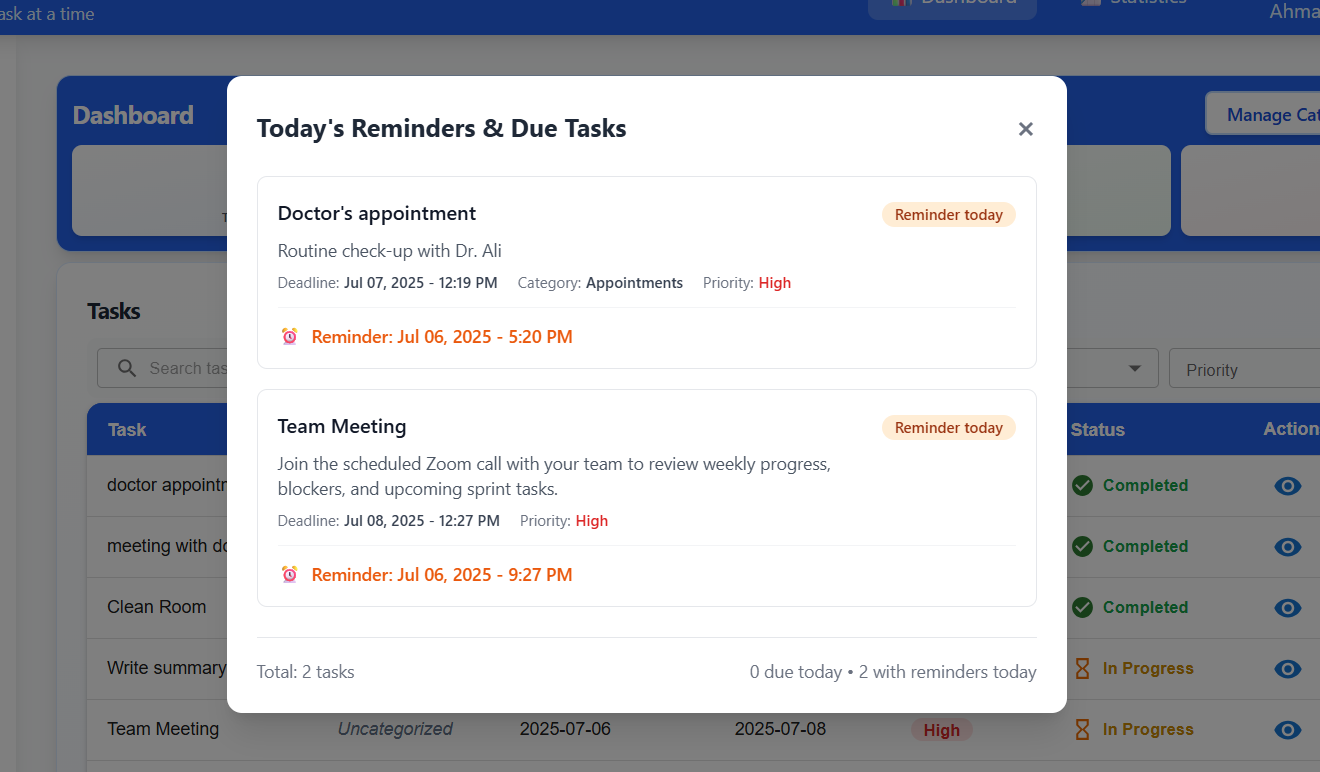 ask at a time
Dashboard
Statistics
Dashboard
Manage
Today's Reminders & Due Tasks
Doctor's appointment
Reminder today
Routine check-up with Dr. Ali
Deadline: Jul 07, 2025 - 12:19 PM Category: Appointments Priority: High
Reminder: Jul 06, 2025 - 5:20 PM
Team Meeting
Reminder today
Join the scheduled Zoom call with your team to review weekly progress,
blockers, and upcoming sprint tasks.
Deadline: Jul 08, 2025 - 12:27 PM Priority: High
Reminder: Jul 06, 2025 - 9:27 PM
Total: 2 tasks
0 due today • 2 with reminders today
Tasks
Search
Priority
Task Status Action
doctor Completed
meeting with Completed
Clean Room Completed
Write summary In Progress
Team Meeting Uncategorized 2025-07-06 2025-07-08 High In Progress